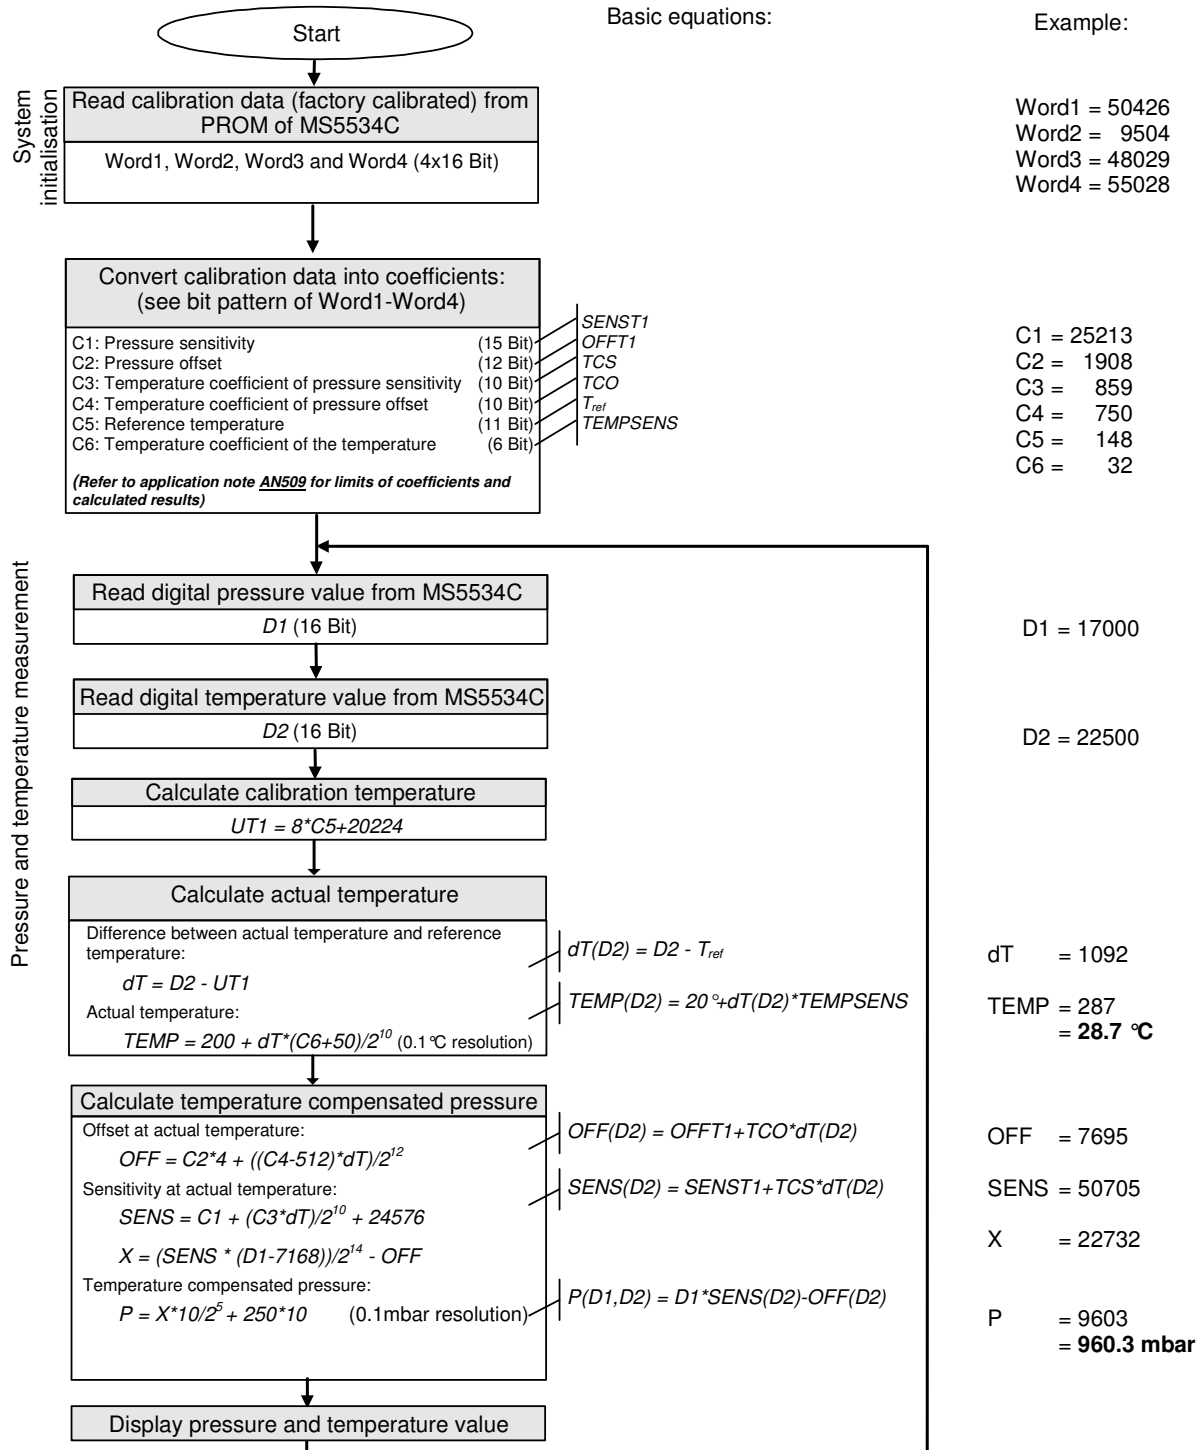 Basic equations:
Example:
Start
System
initialisation
Read calibration data (factory calibrated) from
PROM of MS5534C
Word1, Word2, Word3 and Word4 (4x16 Bit)
Word1 = 50426
Word2 = 9504
Word3 = 48029
Word4 = 55028
Convert calibration data into coefficients:
(see bit pattern of Word1-Word4)
C1: Pressure sensitivity (15 Bit) SENST1
C2: Pressure offset (12 Bit) OFFT1
C3: Temperature coefficient of pressure sensitivity (10 Bit) TCS
C4: Temperature coefficient of pressure offset (10 Bit) TCO
C5: Reference temperature (11 Bit) T_ref
C6: Temperature coefficient of the temperature (6 Bit) TEMPSENS
(Refer to application note AN509 for limits of coefficients and
calculated results)
C1 = 25213
C2 = 1908
C3 = 859
C4 = 750
C5 = 148
C6 = 32
Pressure and temperature measurement
Read digital pressure value from MS5534C
D1 (16 Bit)
D1 = 17000
Read digital temperature value from MS5534C
D2 (16 Bit)
D2 = 22500
Calculate calibration temperature
UT1 = 8*C5+20224
Calculate actual temperature
Difference between actual temperature and reference
temperature:
dT = D2 - UT1
dT(D2) = D2 - T_ref
dT = 1092
Actual temperature:
TEMP = 200 + dT*(C6+50)/2^10 (0.1°C resolution)
TEMP(D2) = 20°+dT(D2)*TEMPSENS
TEMP = 287
= 28.7 °C
Calculate temperature compensated pressure
Offset at actual temperature:
OFF = C2*4 + ((C4-512)*dT)/2^12
OFF(D2) = OFFT1+TCO*dT(D2)
OFF = 7695
Sensitivity at actual temperature:
SENS = C1 + (C3*dT)/2^10 + 24576
SENS(D2) = SENST1+TCS*dT(D2)
SENS = 50705
X = (SENS * (D1-7168))/2^14 - OFF
X = 22732
Temperature compensated pressure:
P = X*10/2^5 + 250*10 (0.1mbar resolution)
P(D1,D2) = D1*SENS(D2)-OFF(D2)
P = 9603
= 960.3 mbar
Display pressure and temperature value